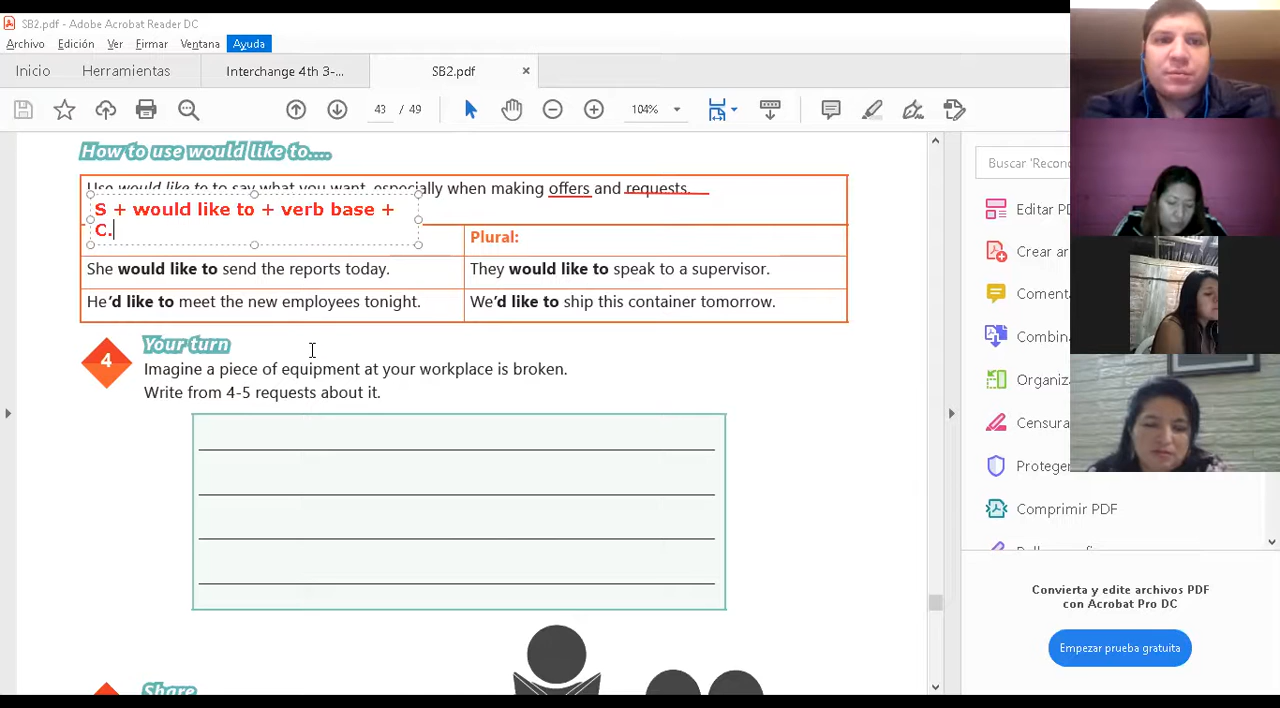 SB2.pdf - Adobe Acrobat Reader DC
Archivo Edición Ver Firmar Ventana Ayuda
Inicio Herramientas Interchange 4th 3-... SB2.pdf ×
43 / 49 104%
How to use would like to....
Use would like to to say what you want, especially when making offers and requests.
S + would like to + verb base +
C.
Plural:
She would like to send the reports today. They would like to speak to a supervisor.
He'd like to meet the new employees tonight. We'd like to ship this container tomorrow.
4 Your turn
Imagine a piece of equipment at your workplace is broken.
Write from 4-5 requests about it.
Share
Buscar 'Recon
Editar PD
Crear ar
Comenta
Combina
Organiz
Censura
Proteger
Comprimir PDF
Convierta y edite archivos PDF
con Acrobat Pro DC
Empezar prueba gratuita